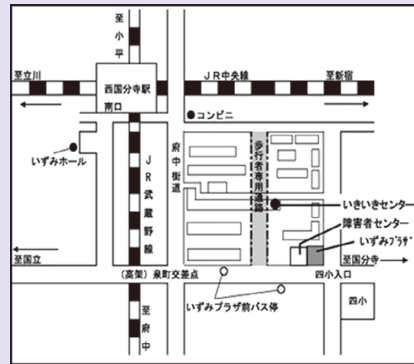 至小平
至立川
JR中央線
至新宿
西国分寺駅
南口
コンビニ
いずみホール
府中街道
歩行者専用通路
JR武蔵野線
いきいきセンター
障害者センター
いずみプラザ
至国立
至国分寺
(高架)泉町交差点
四小入口
いずみプラザ前バス停
四小
至府中